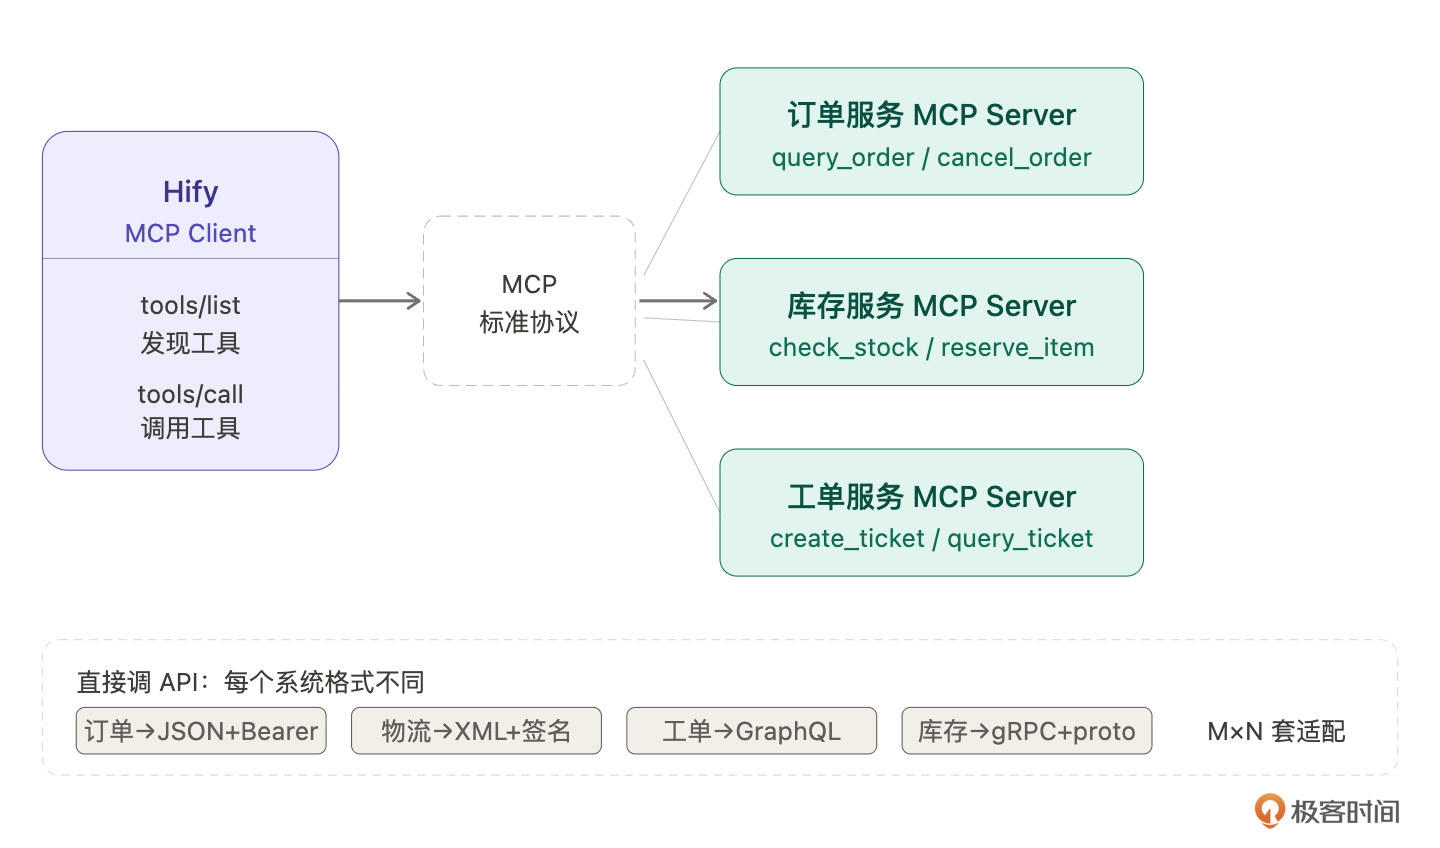 Hify
MCP Client
tools/list
发现工具
tools/call
调用工具
MCP
标准协议
订单服务 MCP Server
query_order / cancel_order
库存服务 MCP Server
check_stock / reserve_item
工单服务 MCP Server
create_ticket / query_ticket
直接调 API：每个系统格式不同
订单→JSON+Bearer
物流→XML+签名
工单→GraphQL
库存→gRPC+proto
M×N 套适配
极客时间